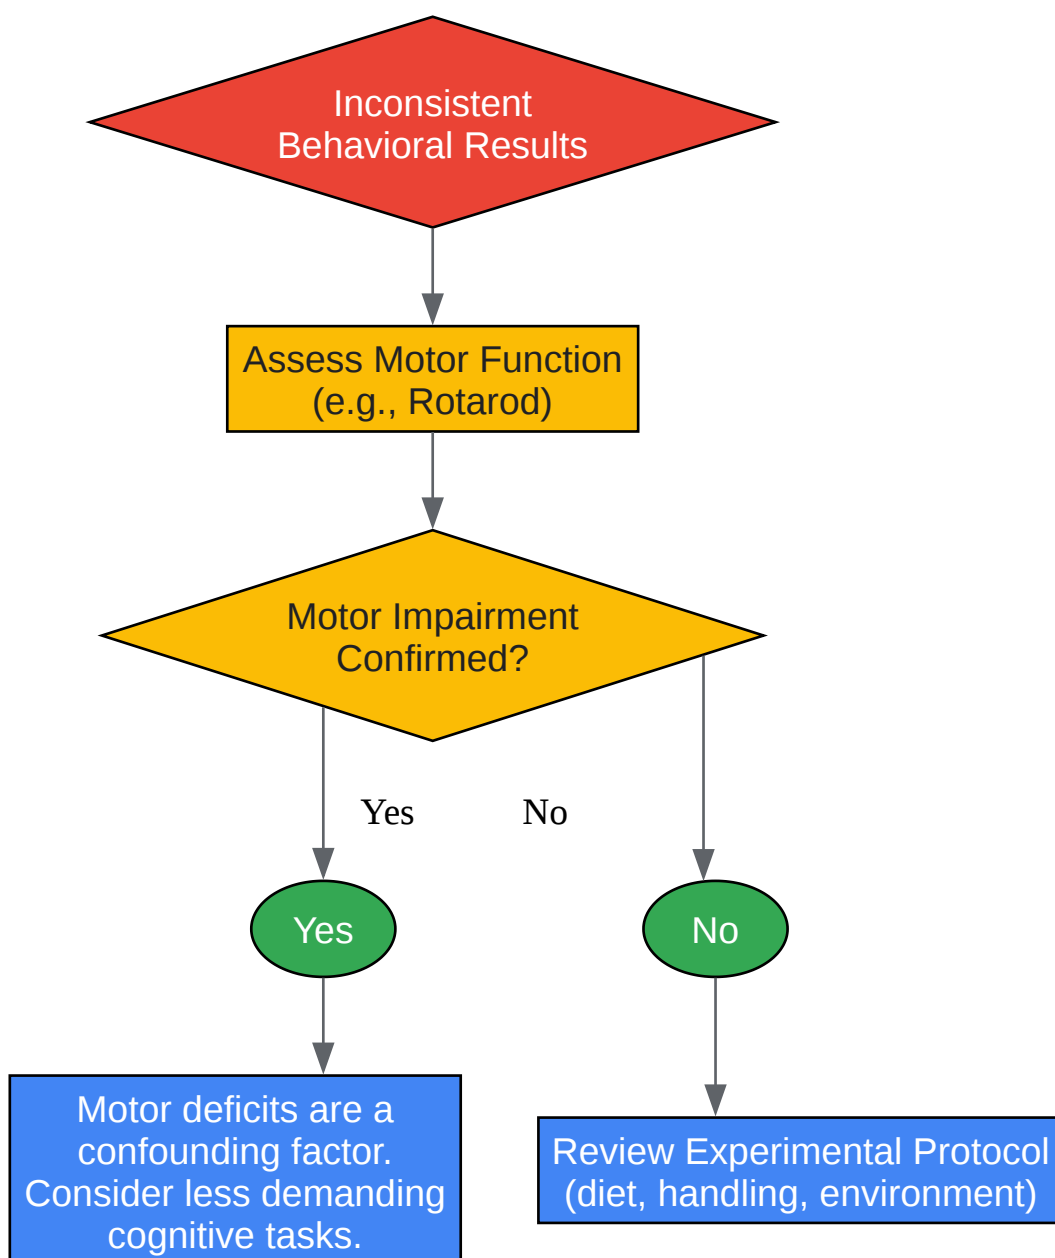 Inconsistent
Behavioral Results
Assess Motor Function
(e.g., Rotarod)
Motor Impairment
Confirmed?
Yes
No
Yes
No
Motor deficits are a
confounding factor.
Consider less demanding
cognitive tasks.
Review Experimental Protocol
(diet, handling, environment)